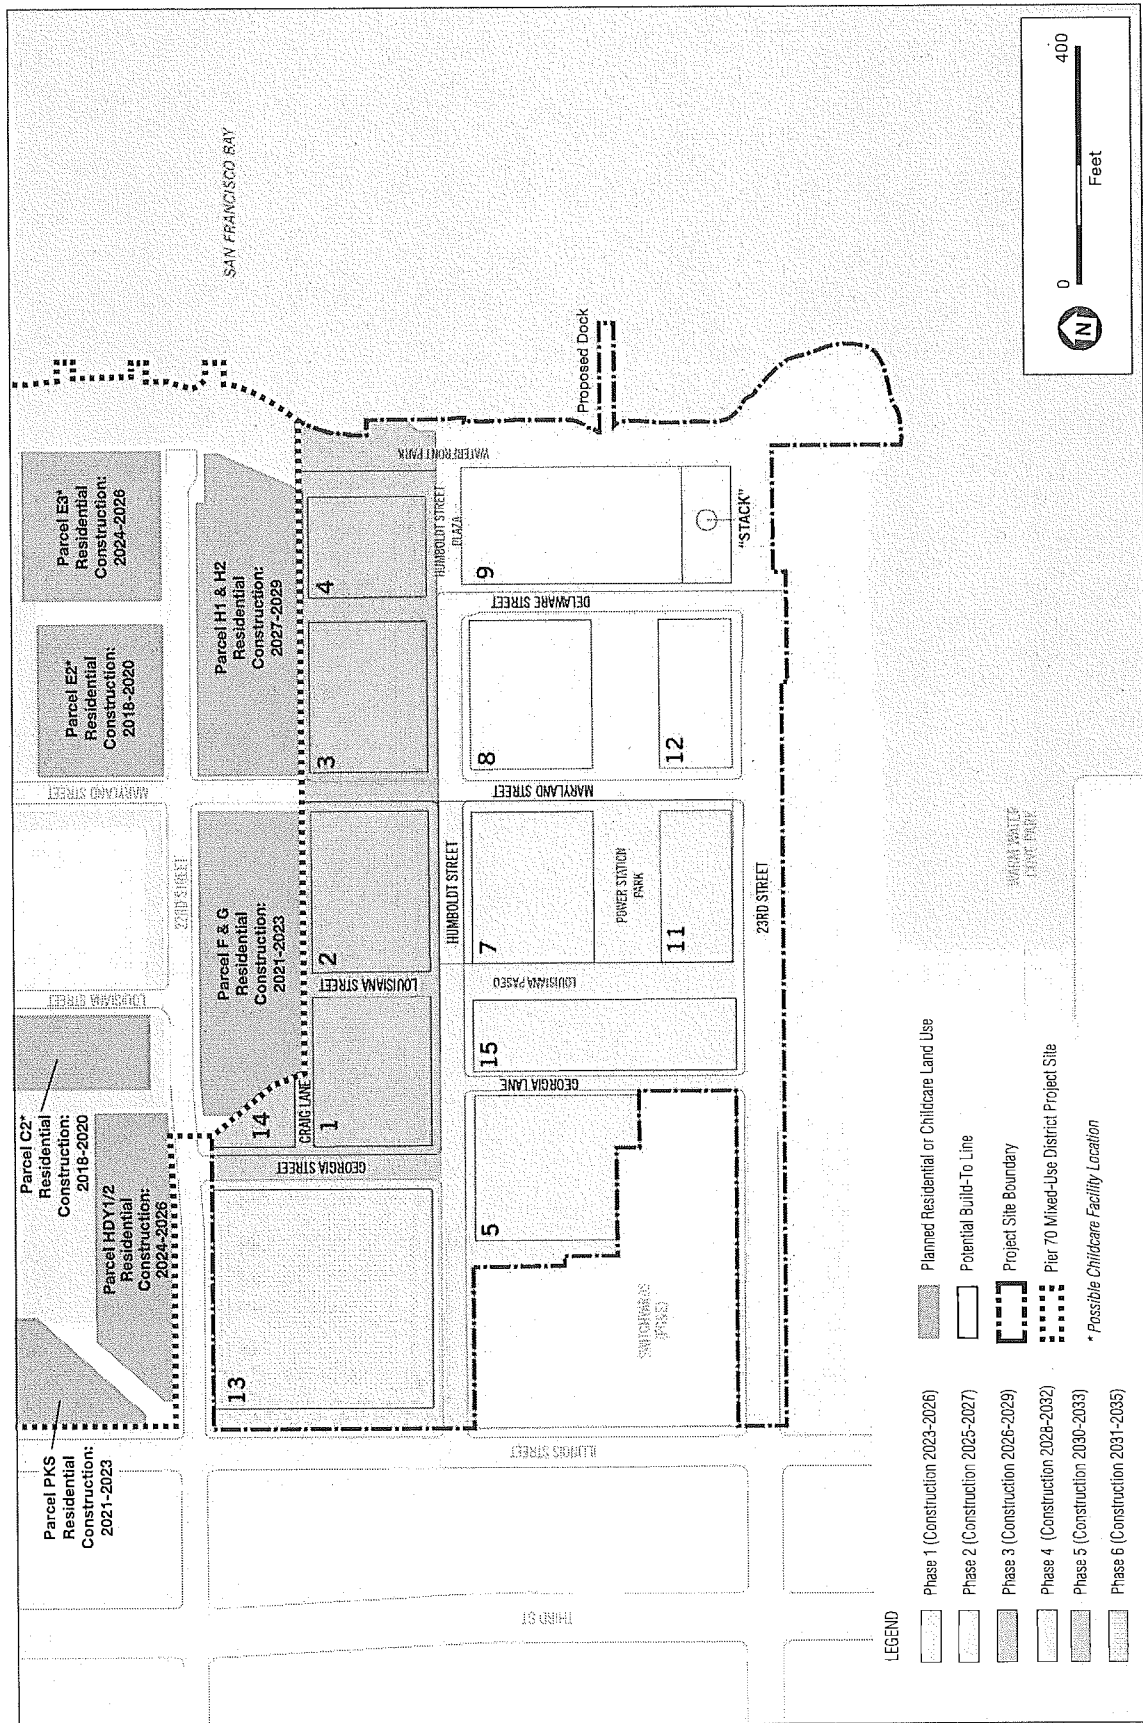 Parcel PKS
Residential
Construction:
2021-2023
Parcel C2*
Residential
Construction:
2018-2020
Parcel HDY1/2
Residential
Construction:
2024-2026
Parcel E2*
Residential
Construction:
2018-2020
Parcel E3*
Residential
Construction:
2024-2026
SAN FRANCISCO BAY
LOUISIANA STREET
MARYLAND STREET
22ND STREET
Parcel F & G
Residential
Construction:
2021-2023
Parcel H1 & H2
Residential
Construction:
2027-2029
13
14
CRAIG LANE
GEORGIA STREET
1
LOUISIANA STREET
2
3
4
WATERFRONT PARK
HUMBOLDT STREET
HUMBOLDT STREET
PLAZA
5
GEORGIA LANE
15
LOUISIANA PASEO
7
MARYLAND STREET
8
DELAWARE STREET
9
Proposed Dock
POWER STATION
PARK
11
12
"STACK"
ILLINOIS STREET
23RD STREET
THIRD ST
LEGEND
Phase 1 (Construction 2023-2026)
Phase 2 (Construction 2025-2027)
Phase 3 (Construction 2026-2029)
Phase 4 (Construction 2028-2032)
Phase 5 (Construction 2030-2033)
Phase 6 (Construction 2031-2035)
Planned Residential or Childcare Land Use
Potential Build-To Line
Project Site Boundary
Pier 70 Mixed-Use District Project Site
* Possible Childcare Facility Location
N
0
400
Feet